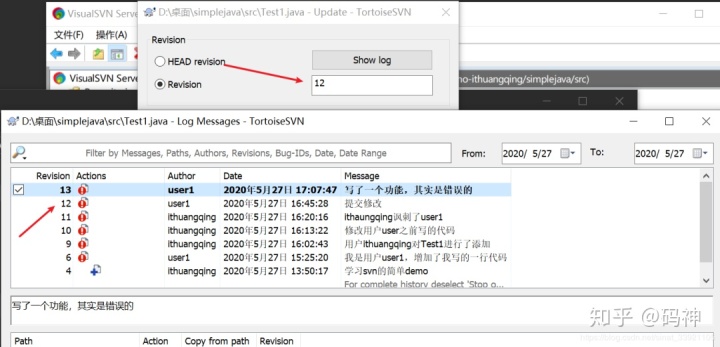 VisualSVN Server
文件(F)  操作(A)
VisualSVN Serve
D:\桌面\simplejava\src\Test1.java - Update - TortoiseSVN
Revision
HEAD revision
Show log
Revision
12
no-ithuangqing/simplejava/src)
D:\桌面\simplejava\src\Test1.java - Log Messages - TortoiseSVN
Filter by Messages, Paths, Authors, Revisions, Bug-IDs, Date, Date Range
From: 2020/ 5/27
To: 2020/ 5/27
Revision Actions Author Date Message
13 user1 2020年5月27日 17:07:47 写了一个功能，其实是错误的
12 user1 2020年5月27日 16:45:28 提交修改
11 ithuangqing 2020年5月27日 16:20:16 ithaungqing讽刺了user1
10 ithuangqing 2020年5月27日 16:13:22 修改用户user之前写的代码
9 ithuangqing 2020年5月27日 16:02:43 用户ithuangqing对Test1进行了添加
6 user1 2020年5月27日 15:25:20 我是用户user1，增加了我写的一行代码
4 ithuangqing 2020年5月27日 13:50:17 学习svn的简单demo
For complete history deselect 'Stop o...
写了一个功能，其实是错误的
知乎 @码神
Path Action Copy from path Revision